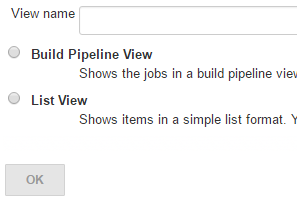 View name
Build Pipeline View
Shows the jobs in a build pipeline
List View
Shows items in a simple list format.
OK